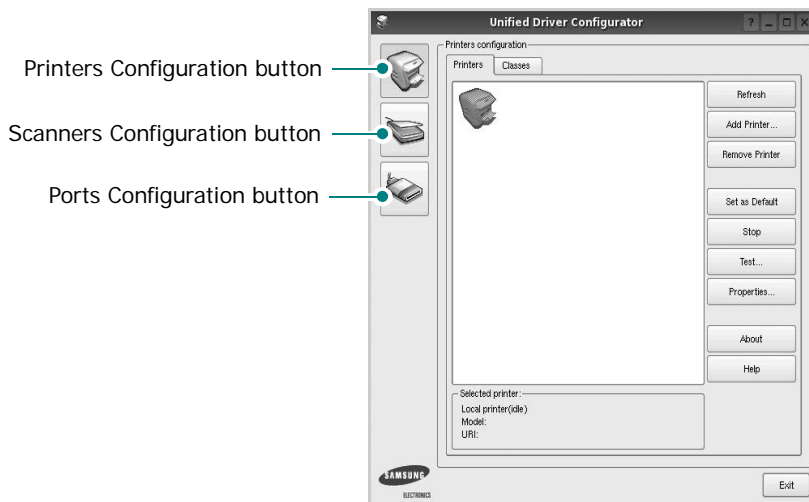 Unified Driver Configurator
?
Printers Configuration button
Scanners Configuration button
Ports Configuration button
Printers configuration
Printers
Classes
Refresh
Add Printer...
Remove Printer
Set as Default
Stop
Test...
Properties...
About
Help
Selected printer:
Local printer(idle)
Model:
URI:
SAMSUNG
ELECTRONICS
Exit